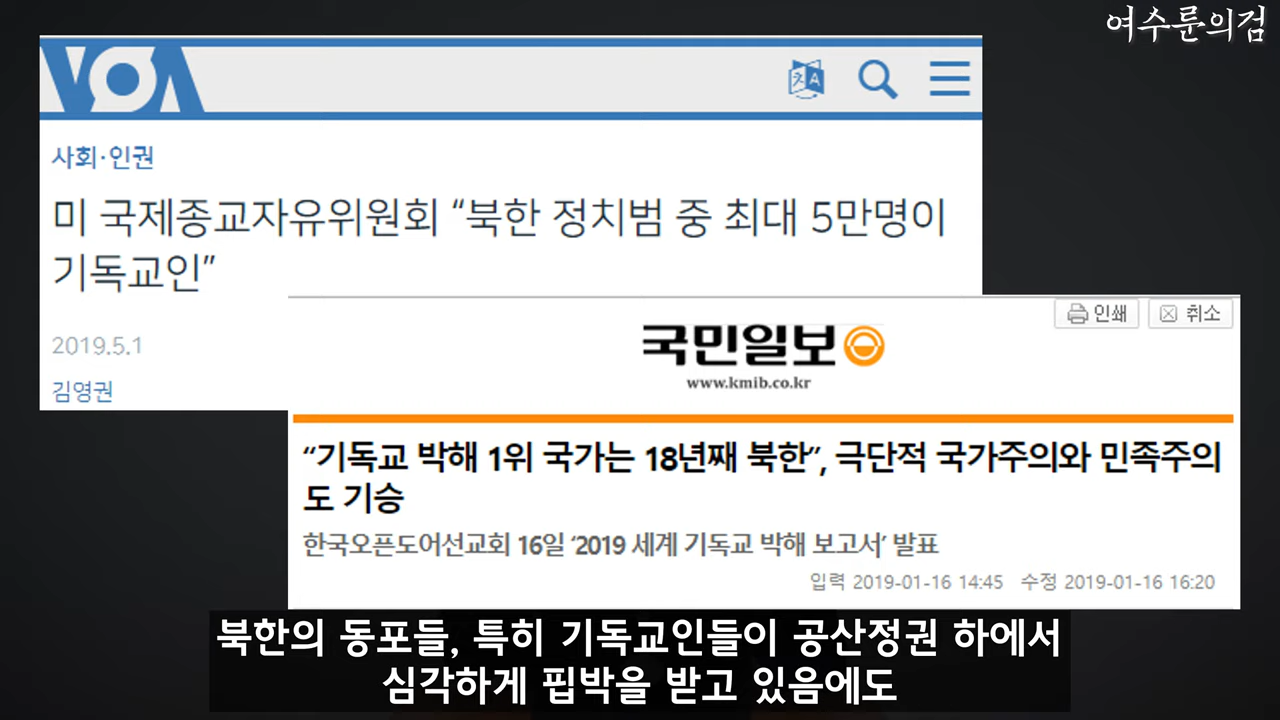 여수룬의검
VOA
사회·인권
미 국제종교자유위원회 “북한 정치범 중 최대 5만명이
기독교인”
2019.5.1
김영권
인쇄
취소
국민일보
www.kmib.co.kr
“기독교 박해 1위 국가는 18년째 북한”, 극단적 국가주의와 민족주의
도 기승
한국오픈도어선교회 16일 ‘2019 세계 기독교 박해 보고서’ 발표
입력 2019-01-16 14:45 수정 2019-01-16 16:20
북한의 동포들, 특히 기독교인들이 공산정권 하에서
심각하게 핍박을 받고 있음에도